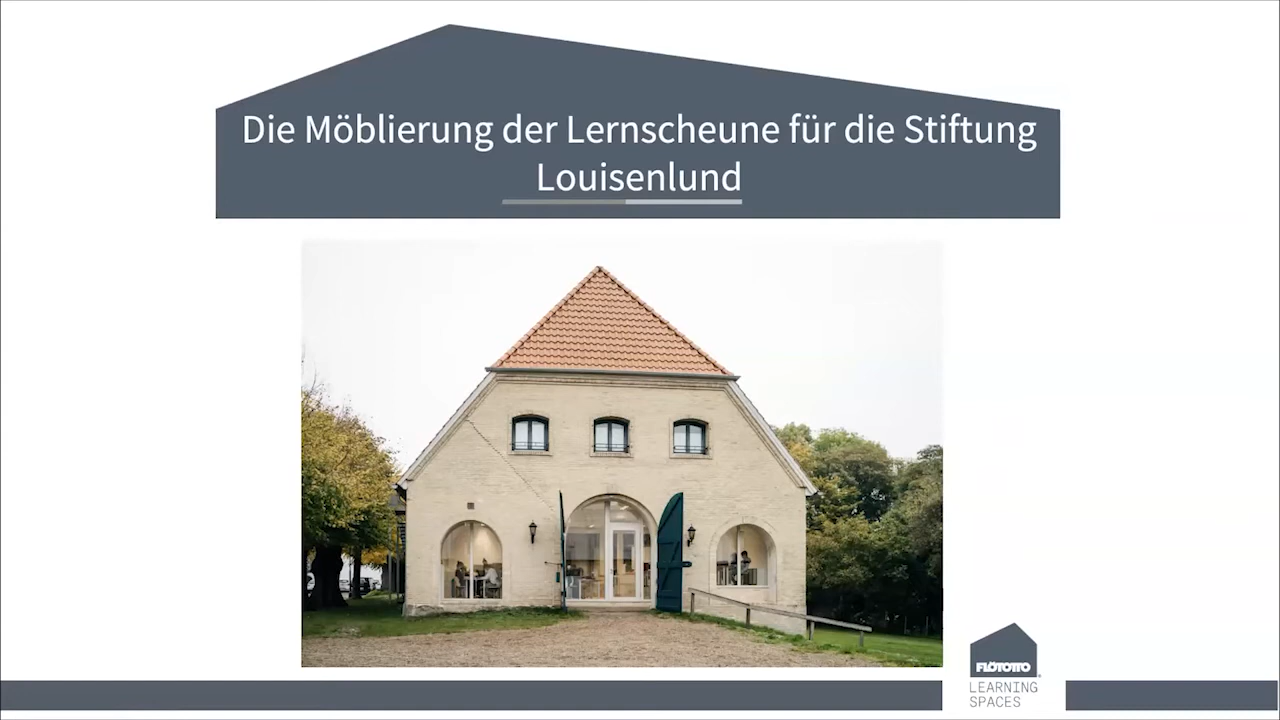 Die Möblierung der Lernscheune für die Stiftung
Louisenlund
FLÖTOTTO®
LEARNING
SPACES